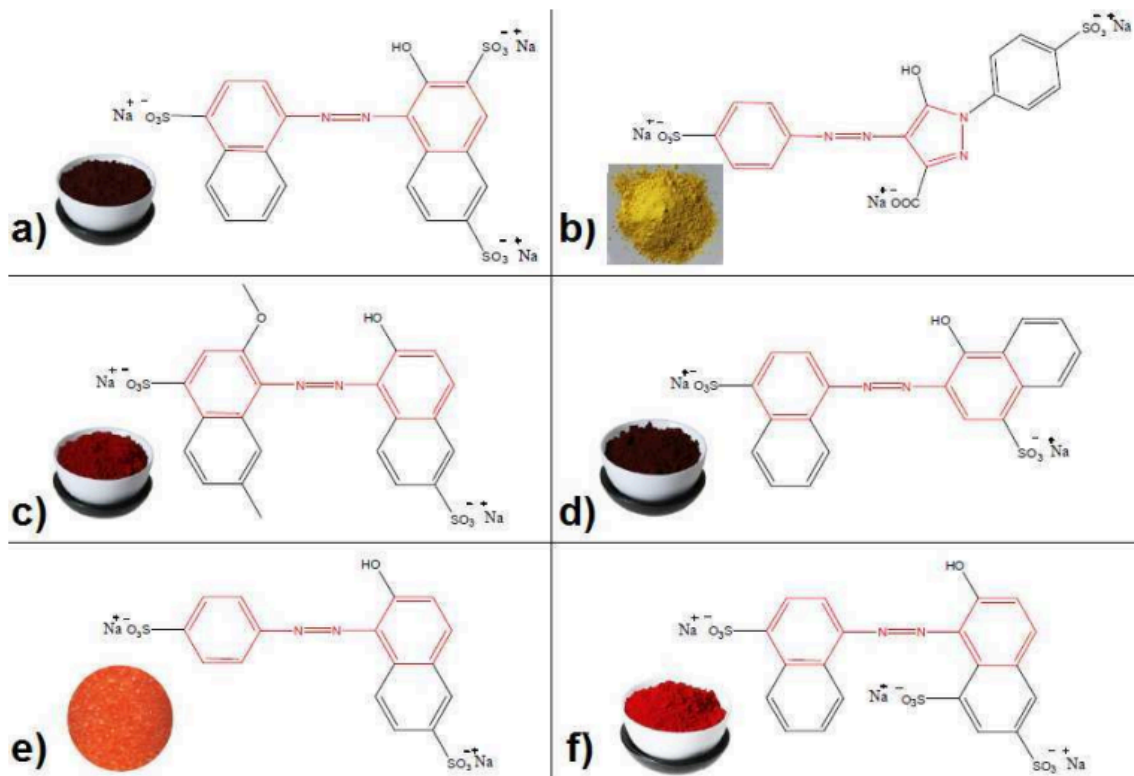 − +
SO₃ Na
HO
+ −
Na O₃S
N N
a)
− +
SO₃ Na
− +
SO₃ Na
HO
+ −
Na O₃S
N N
N
N
+ −
Na OOC
b)
O
HO
+ −
Na O₃S
N N
c)
− +
SO₃ Na
HO
+ −
Na O₃S
N N
− +
SO₃ Na
d)
HO
+ −
Na O₃S
N N
e)
− +
SO₃ Na
HO
+ −
Na O₃S
N N
+ −
Na O₃S
f)
− +
SO₃ Na